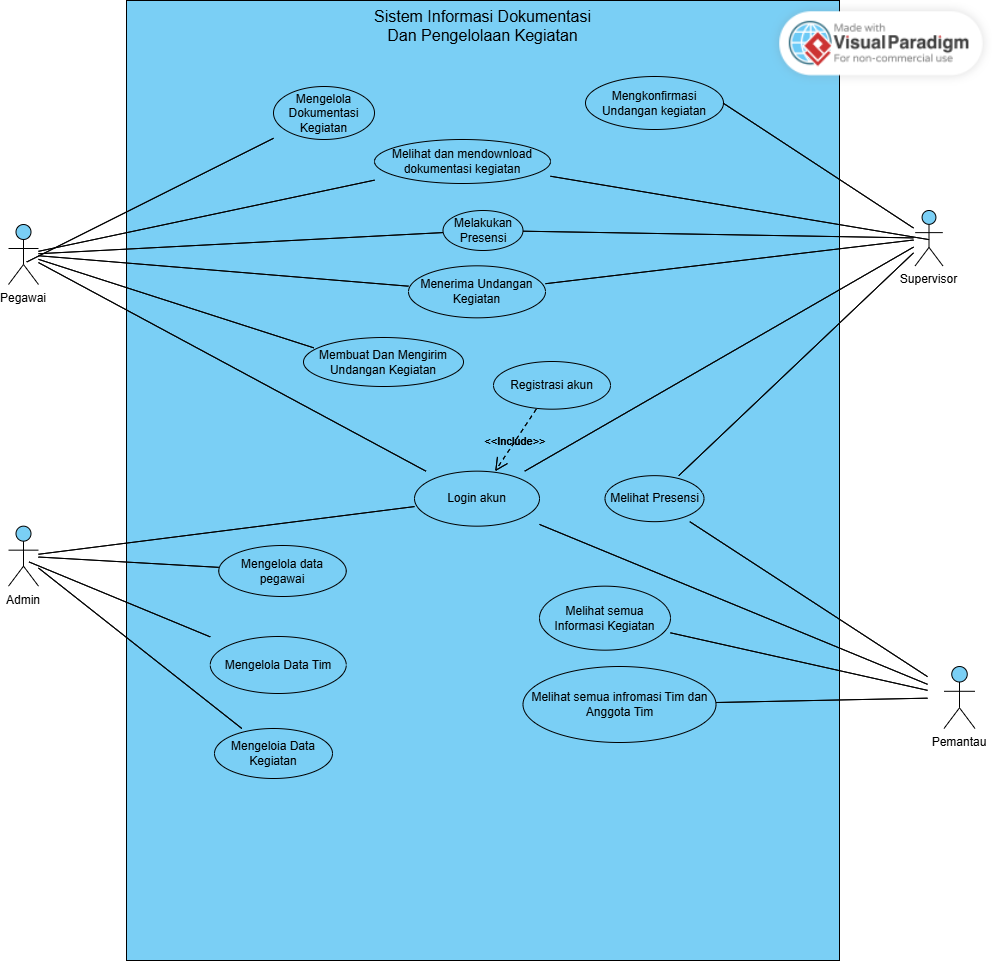 Sistem Informasi Dokumentasi
Dan Pengelolaan Kegiatan
Made with
VisualParadigm
For non-commercial use
Mengelola
Dokumentasi
Kegiatan
Mengkonfirmasi
Undangan kegiatan
Melihat dan mendownload
dokumentasi kegiatan
Melakukan
Presensi
Pegawai
Supervisor
Menerima Undangan
Kegiatan
Membuat Dan Mengirim
Undangan Kegiatan
Registrasi akun
<<Include>>
Login akun
Melihat Presensi
Admin
Mengelola data
pegawai
Melihat semua
Informasi Kegiatan
Mengelola Data Tim
Melihat semua infromasi Tim dan
Anggota Tim
Pemantau
Mengeloia Data
Kegiatan